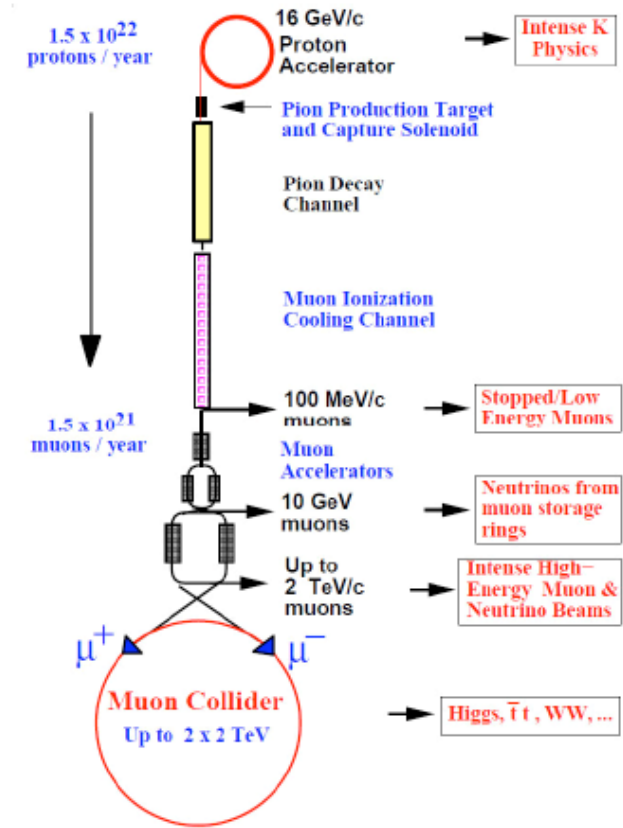 1.5 x 10^22
protons / year
16 GeV/c
Proton
Accelerator
Intense K
Physics
Pion Production Target
and Capture Solenoid
Pion Decay
Channel
Muon Ionization
Cooling Channel
1.5 x 10^21
muons / year
100 MeV/c
muons
Stopped/Low
Energy Muons
Muon
Accelerators
10 GeV
muons
Neutrinos from
muon storage
rings
Up to
2 TeV/c
muons
Intense High−
Energy Muon &
Neutrino Beams
μ+
μ−
Muon Collider
Up to 2 x 2 TeV
Higgs, t̅ t , WW, ...